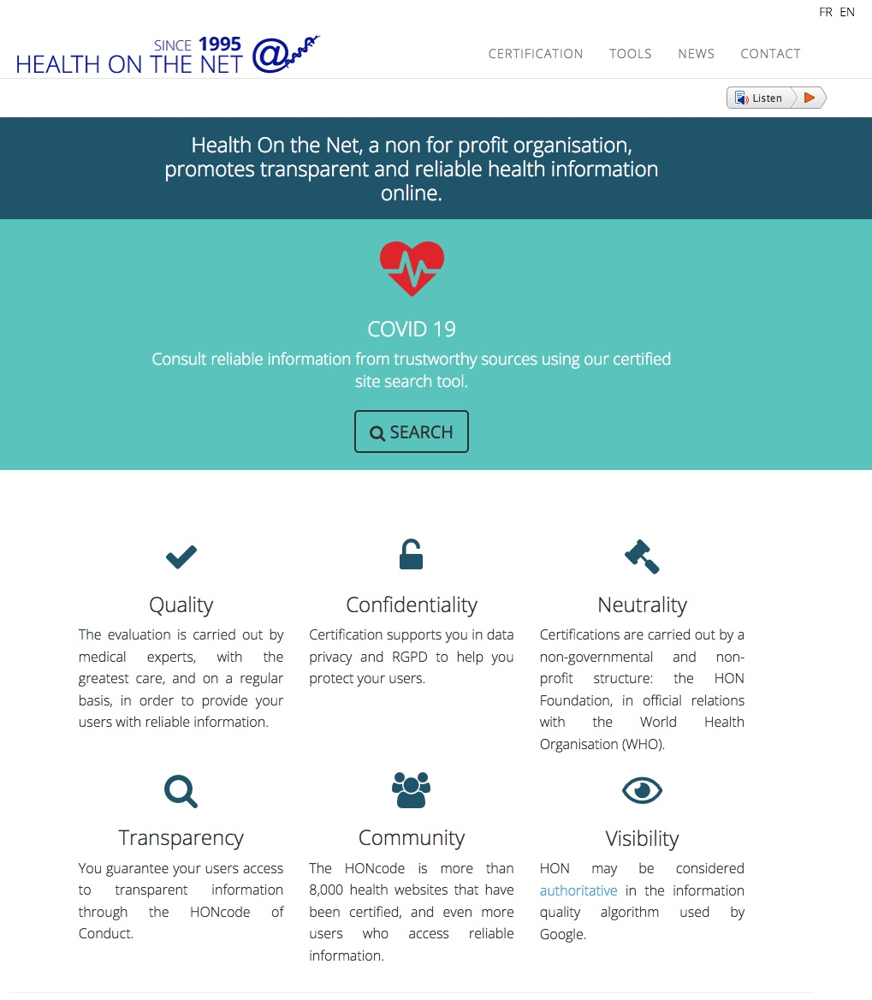 FR EN
SINCE 1995
HEALTH ON THE NET @
CERTIFICATION TOOLS NEWS CONTACT
Listen
Health On the Net, a non for profit organisation,
promotes transparent and reliable health information
online.
COVID 19
Consult reliable information from trustworthy sources using our certified
site search tool.
SEARCH
Quality
The evaluation is carried out by
medical experts, with the
greatest care, and on a regular
basis, in order to provide your
users with reliable information.
Confidentiality
Certification supports you in data
privacy and RGPD to help you
protect your users.
Neutrality
Certifications are carried out by a
non-governmental and non-
profit structure: the HON
Foundation, in official relations
with the World Health
Organisation (WHO).
Transparency
You guarantee your users access
to transparent information
through the HONcode of
Conduct.
Community
The HONcode is more than
8,000 health websites that have
been certified, and even more
users who access reliable
information.
Visibility
HON may be considered
authoritative in the information
quality algorithm used by
Google.